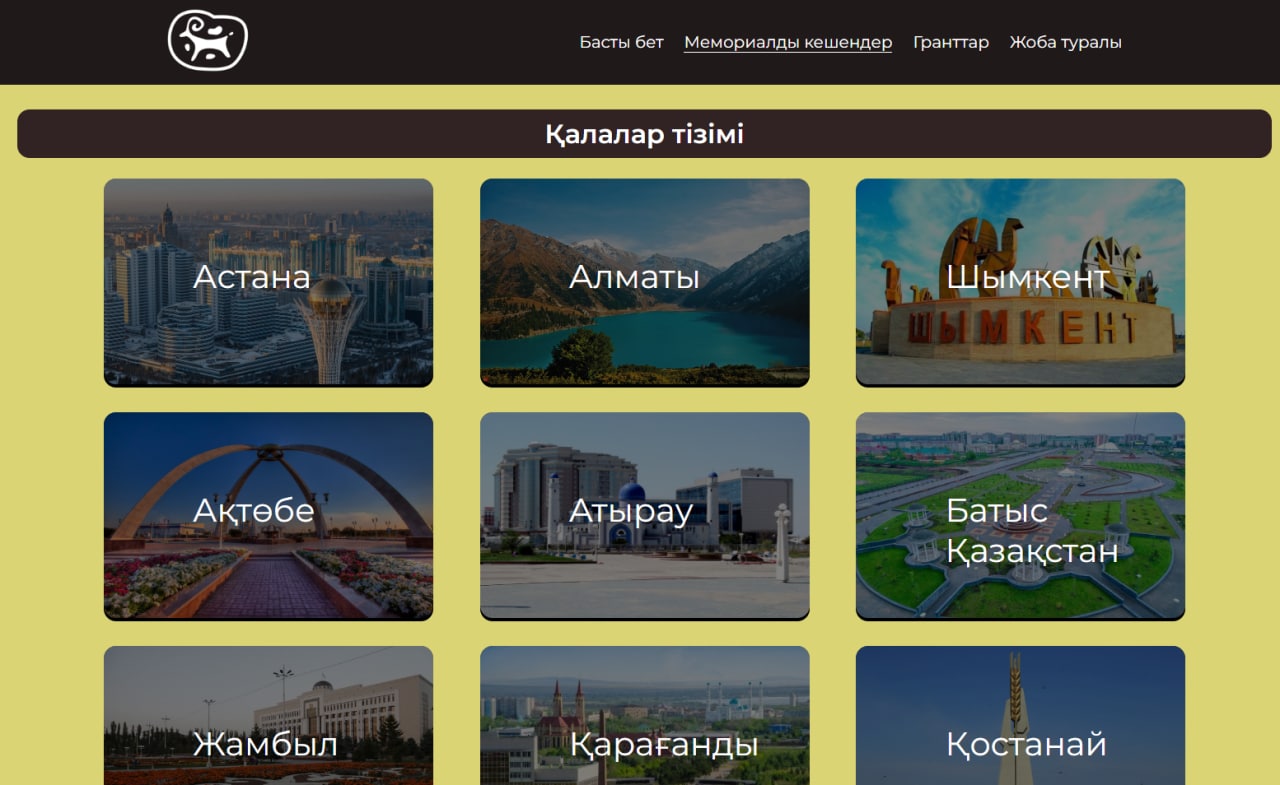 Басты бет Мемориалды кешендер Гранттар Жоба туралы
Қалалар тізімі
Астана
Алматы
Шымкент
ШЫМКЕНТ
Ақтөбе
Атырау
Батыс
Қазақстан
Жамбыл
Қарағанды
Қостанай